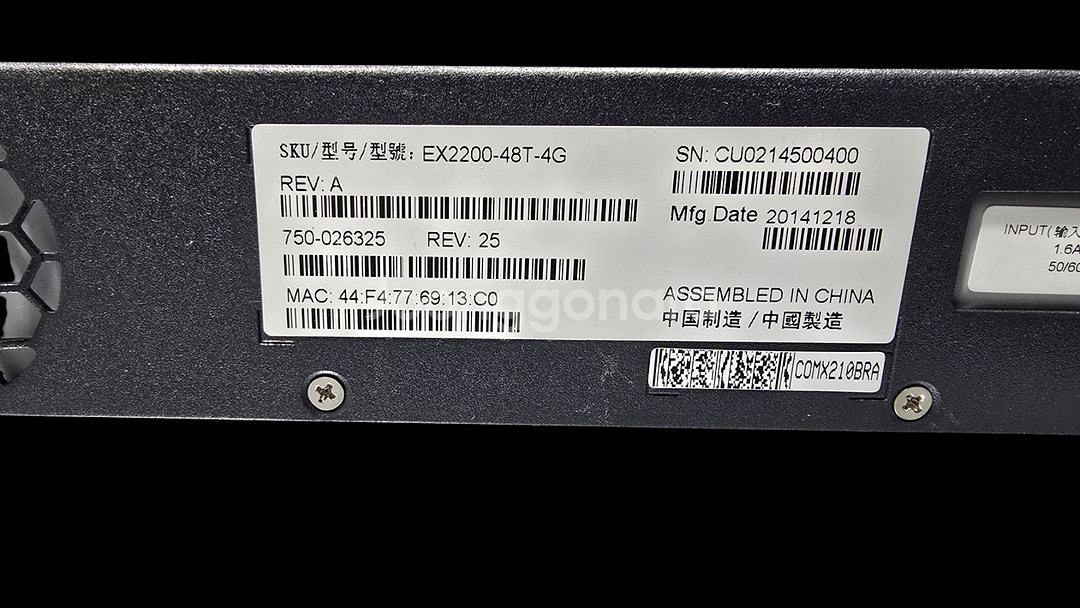 SKU/型号/型號: EX2200-48T-4G
REV: A
750-026325 REV: 25
MAC: 44:F4:77:69:13:C0
SN: CU0214500400
Mfg.Date 20141218
ASSEMBLED IN CHINA
中国制造 / 中國製造
COMX210BRA
INPUT(输入
1.6A
50/60